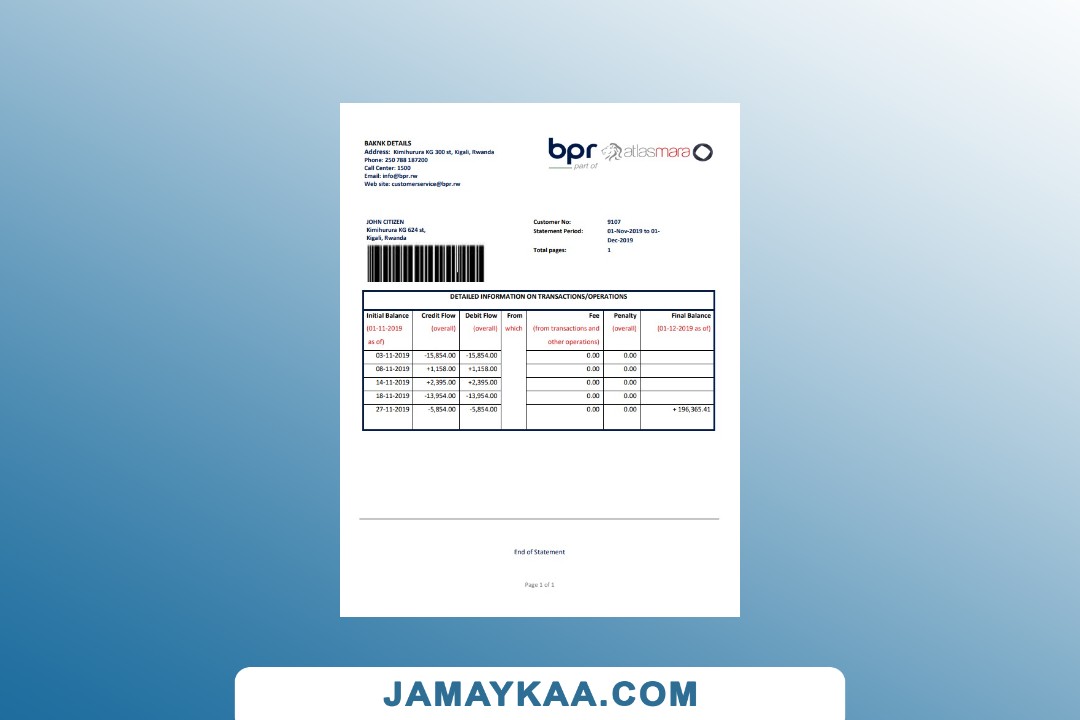 BAKNK DETAILS
Address: Kimihurura KG 300 st, Kigali, Rwanda
Phone: 250 788 187200
Call Center: 1500
Email: info@bpr.rw
Web site: customerservice@bpr.rw
bpr atlasmara
part of
JOHN CITIZEN
Kimihurura KG 624 st,
Kigali, Rwanda
Customer No: 9107
Statement Period: 01-Nov-2019 to 01-
Dec-2019
Total pages: 1
DETAILED INFORMATION ON TRANSACTIONS/OPERATIONS
Initial Balance Credit Flow Debit Flow From Fee Penalty Final Balance
(01-11-2019 (overall) (overall) which (from transactions and (overall) (01-12-2019 as of)
as of) other operations)
03-11-2019 -15,854.00 -15,854.00 0.00 0.00
08-11-2019 +1,158.00 +1,158.00 0.00 0.00
14-11-2019 +2,395.00 +2,395.00 0.00 0.00
18-11-2019 -13,954.00 -13,954.00 0.00 0.00
27-11-2019 -5,854.00 -5,854.00 0.00 0.00 + 196,365.41
End of Statement
Page 1 of 1
JAMAYKAA.COM